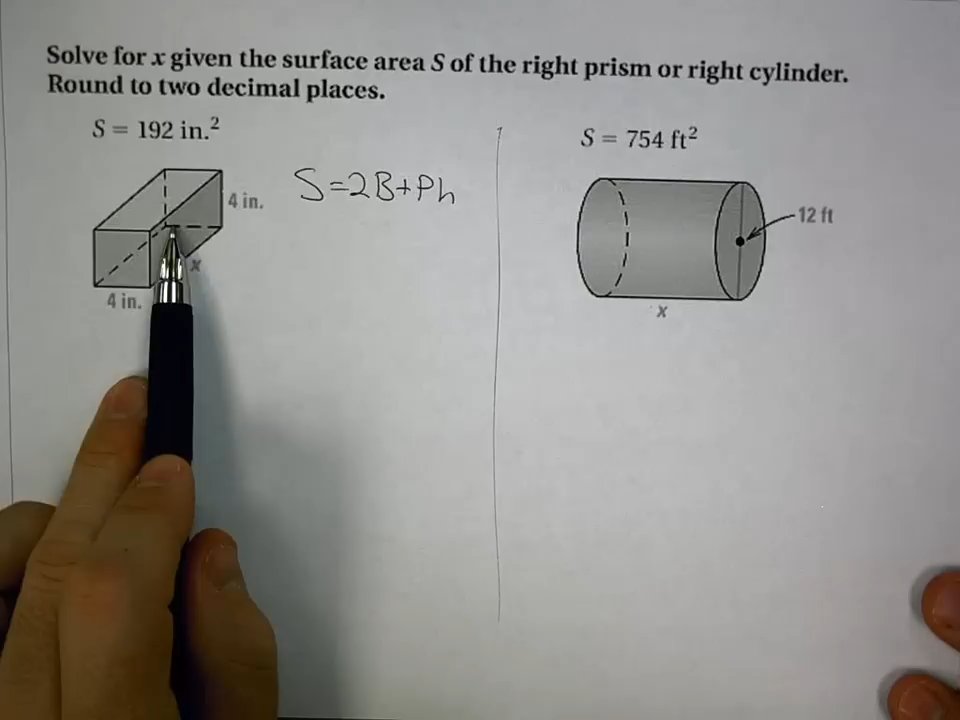 Solve for x given the surface area S of the right prism or right cylinder.
Round to two decimal places.
S = 192 in.²
S = 754 ft²
S=2B+Ph
4 in.
12 ft
x
4 in.
x